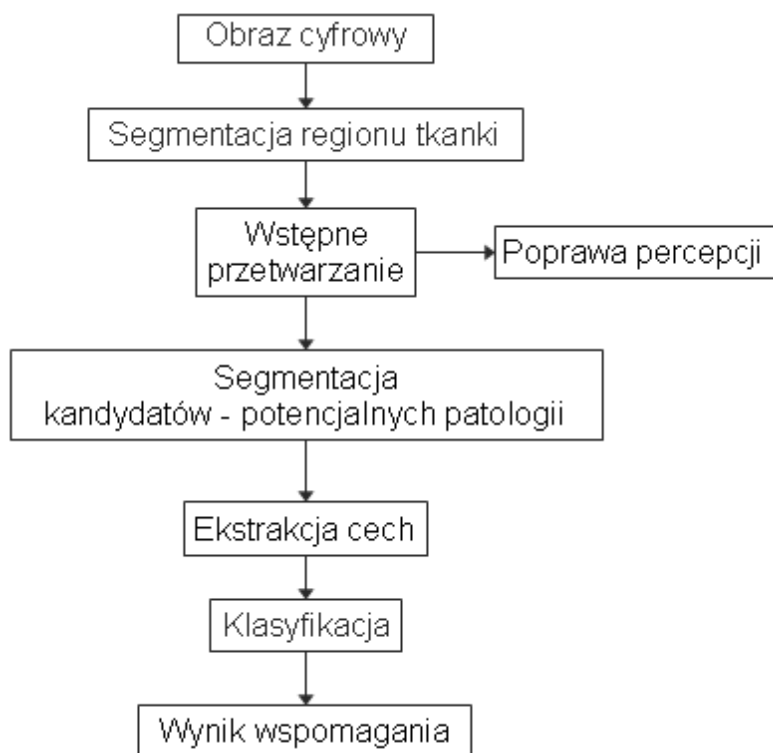 Obraz cyfrowy
Segmentacja regionu tkanki
Wstępne
przetwarzanie
Poprawa percepcji
Segmentacja
kandydatów - potencjalnych patologii
Ekstrakcja cech
Klasyfikacja
Wynik wspomagania